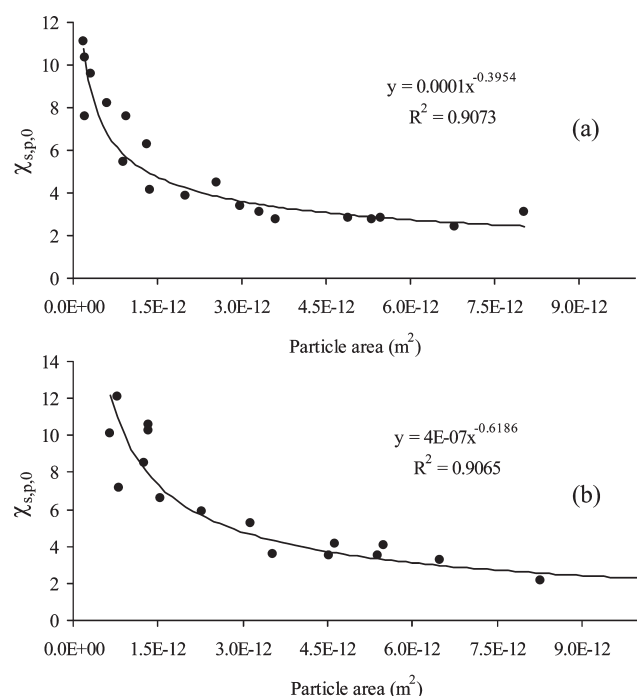 12
10
8
6
4
2
0
χs,p,0
y = 0.0001x^-0.3954
R^2 = 0.9073
(a)
0.0E+00 1.5E-12 3.0E-12 4.5E-12 6.0E-12 7.5E-12 9.0E-12
Particle area (m^2)
14
12
10
8
6
4
2
0
χs,p,0
y = 4E-07x^-0.6186
R^2 = 0.9065
(b)
0.0E+00 1.5E-12 3.0E-12 4.5E-12 6.0E-12 7.5E-12 9.0E-12
Particle area (m^2)